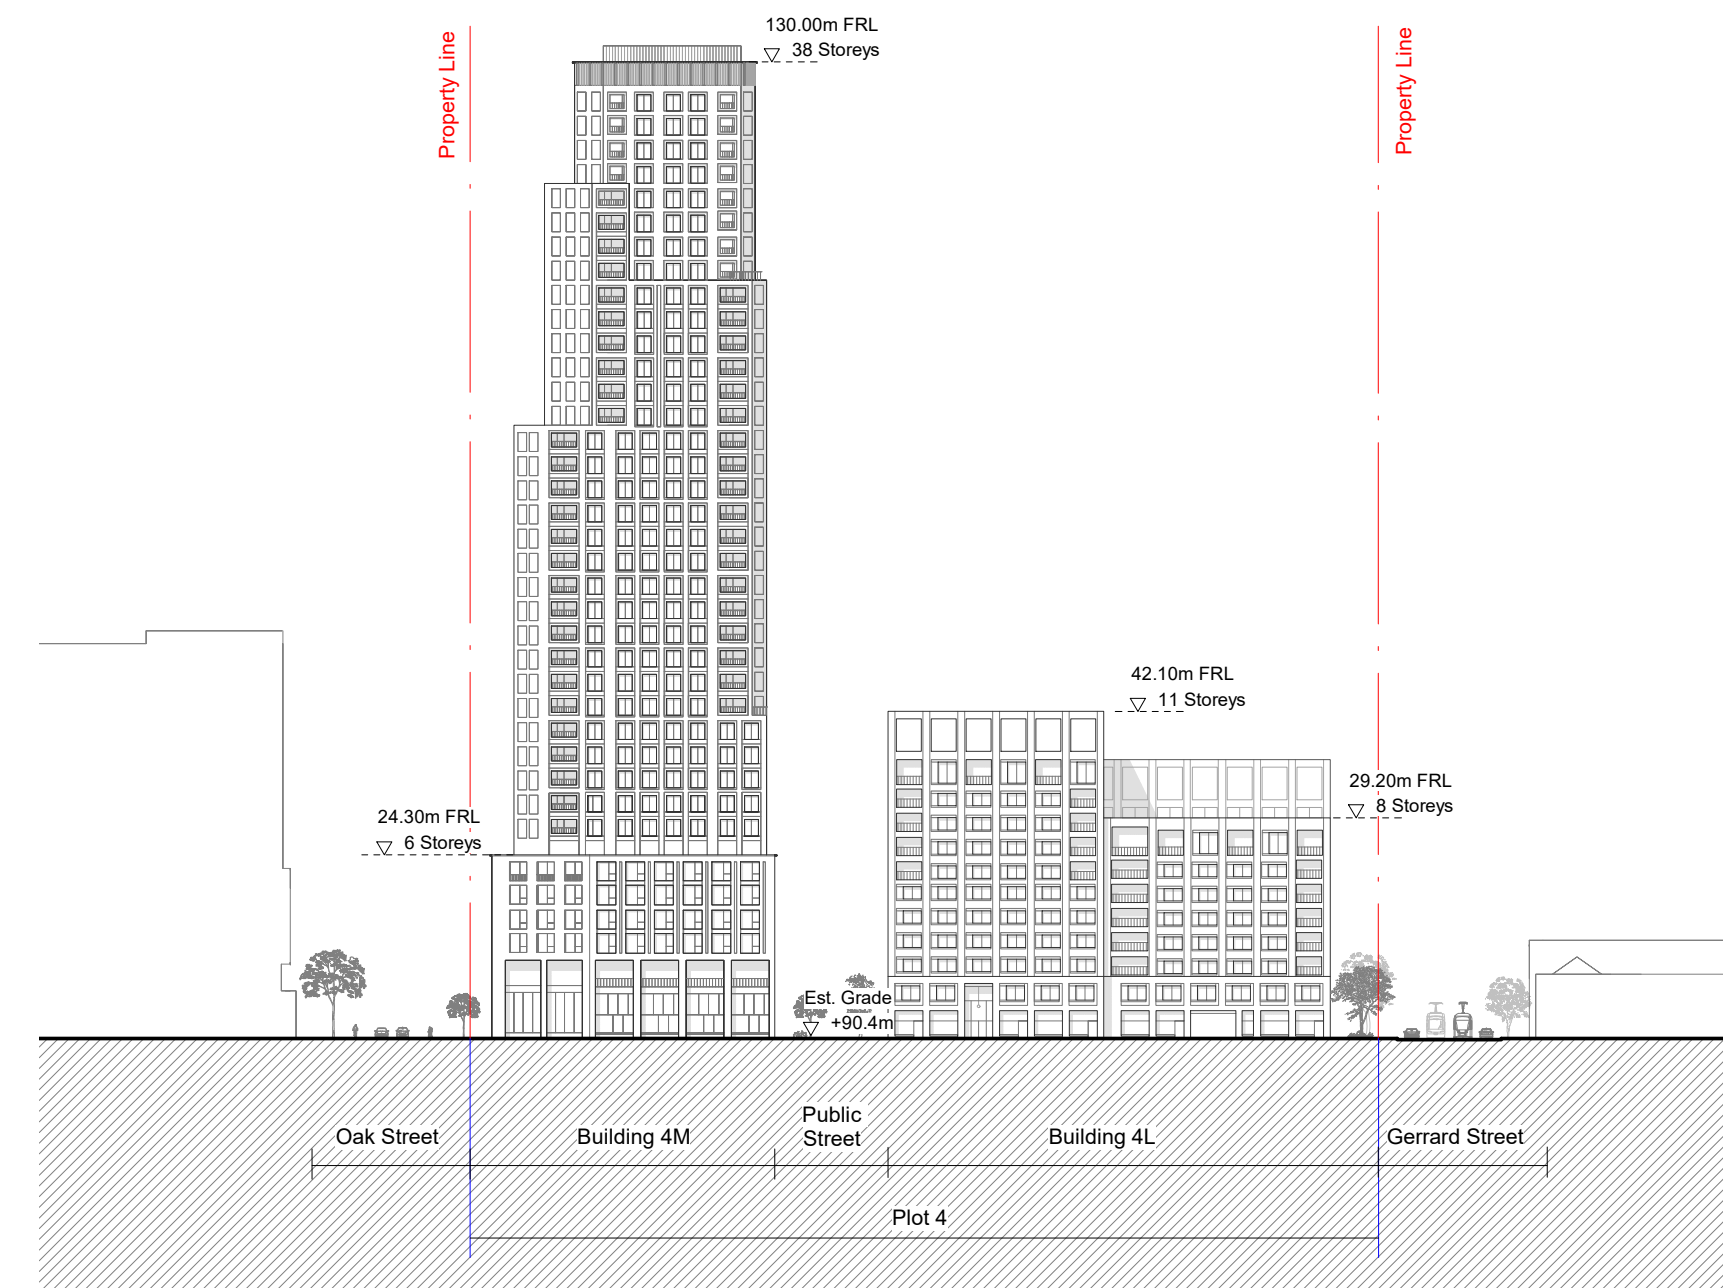 130.00m FRL
38 Storeys
Property Line
Property Line
42.10m FRL
11 Storeys
29.20m FRL
8 Storeys
24.30m FRL
6 Storeys
Est. Grade
+90.4m
Oak Street
Building 4M
Public
Street
Building 4L
Gerrard Street
Plot 4